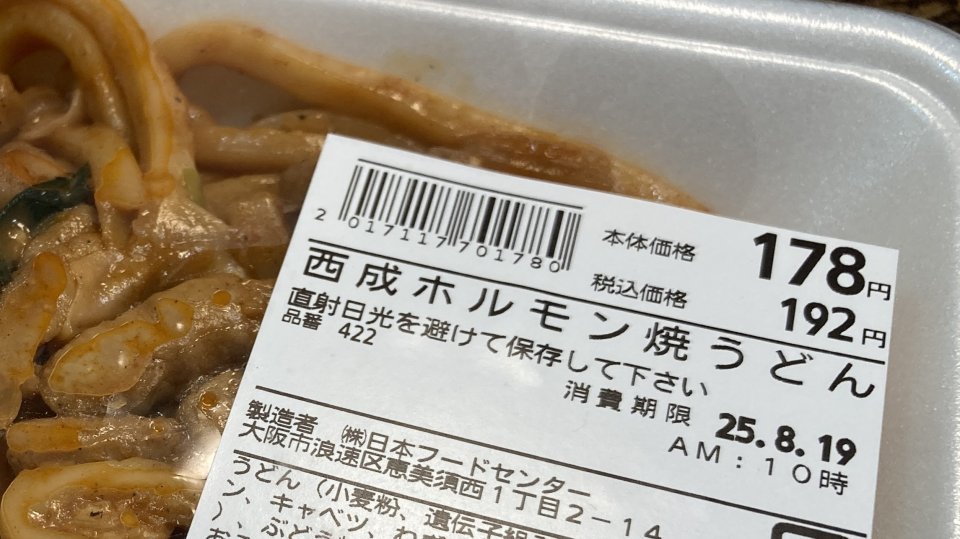 本体価格 178円
税込価格 192円
2 017117 701780
西成ホルモン焼うどん
直射日光を避けて保存して下さい
品番 422
消費期限 25.8.19
AM:10時
製造者 ㈱日本フードセンター
大阪市浪速区恵美須西1丁目2-14
うどん(小麦粉、遺伝子組
ン、キャベツ、
)、ぶどう